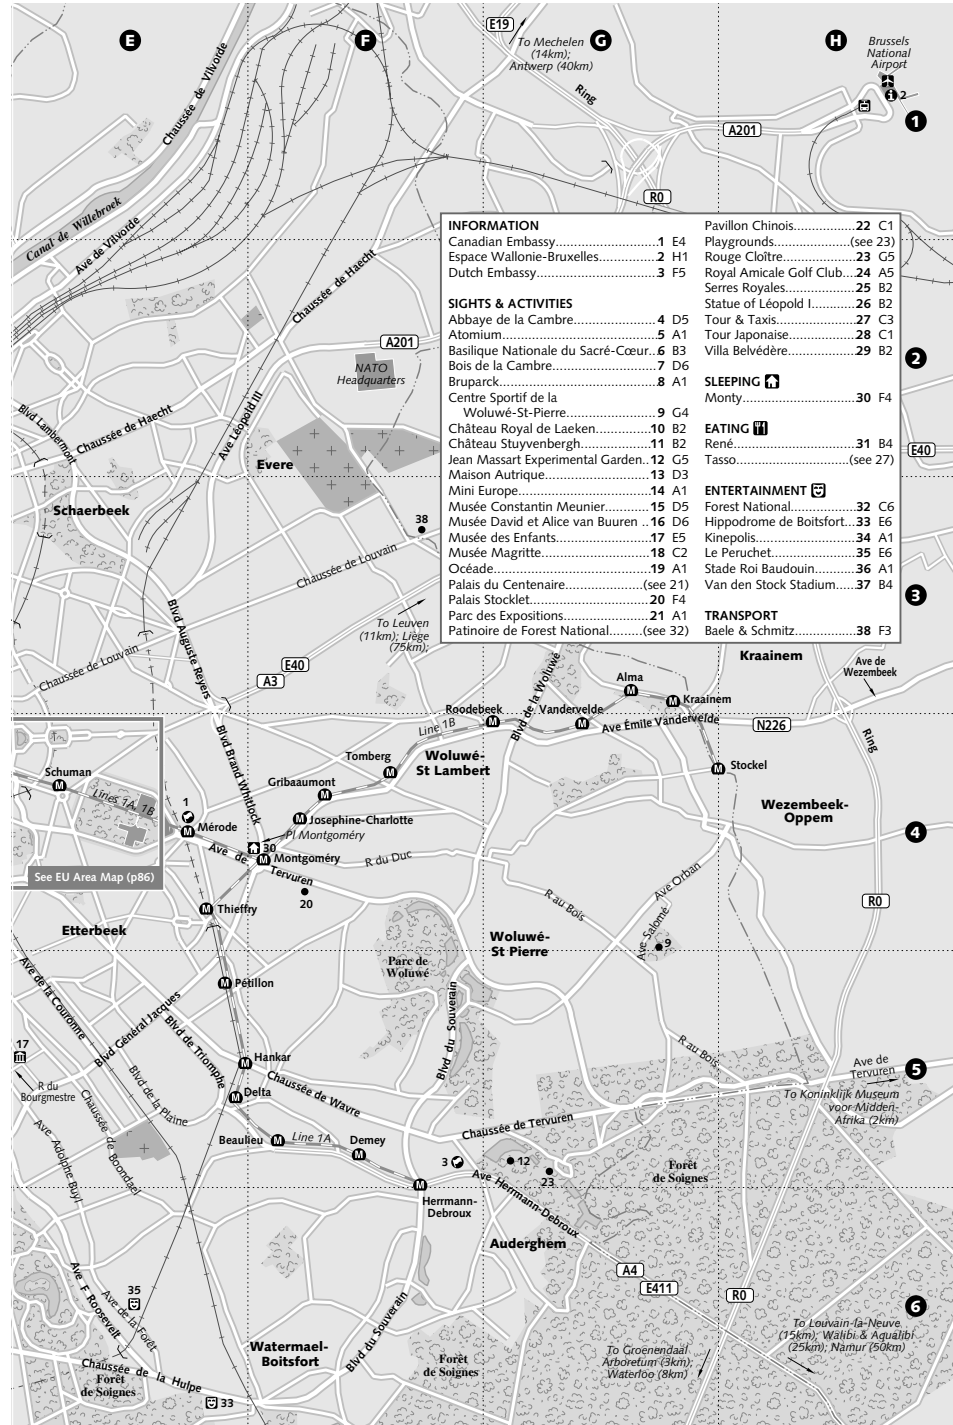 E
F
G
H
E19
To Mechelen
(14km);
Antwerp (40km)
Brussels
National
Airport
2
1
Ring
A201
R0
Chaussée de Vilvorde
Canal de Willebroek
Ave de Vilvorde
Chaussée de Haecht
A201
NATO
Headquarters
2
Blvd Lambermont
Chaussée de Haecht
Ave Léopold III
Evere
E40
Schaerbeek
38
Chaussée de Louvain
INFORMATION
Canadian Embassy.......................1 E4
Espace Wallonie-Bruxelles.............2 H1
Dutch Embassy...........................3 F5
SIGHTS & ACTIVITIES
Abbaye de la Cambre...................4 D5
Atomium...................................5 A1
Basilique Nationale du Sacré-Cœur..6 B3
Bois de la Cambre.......................7 D6
Bruparck....................................8 A1
Centre Sportif de la
Woluwé-St-Pierre........................9 G4
Château Royal de Laeken.............10 B2
Château Stuyvenbergh................11 B2
Jean Massart Experimental Garden..12 G5
Maison Autrique........................13 D3
Mini Europe..............................14 A1
Musée Constantin Meunier...........15 D5
Musée David et Alice van Buuren ..16 D6
Musée des Enfants.....................17 E5
Musée Magritte.........................18 C2
Océade....................................19 A1
Palais du Centenaire...............(see 21)
Palais Stocklet...........................20 F4
Parc des Expositions...................21 A1
Patinoire de Forest National........(see 32)
Pavillon Chinois...............22 C1
Playgrounds...............(see 23)
Rouge Cloître...............23 G5
Royal Amicale Golf Club....24 A5
Serres Royales...............25 B2
Statue of Léopold I..........26 B2
Tour & Taxis...............27 C3
Tour Japonaise...............28 C1
Villa Belvédère...............29 B2
SLEEPING
Monty...............30 F4
EATING
René...............31 B4
Tasso...............(see 27)
ENTERTAINMENT
Forest National...............32 C6
Hippodrome de Boitsfort...33 E6
Kinepolis...............34 A1
Le Peruchet...............35 E6
Stade Roi Baudouin..........36 A1
Van den Stock Stadium.....37 B4
TRANSPORT
Baele & Schmitz...............38 F3
3
To Leuven
(11km); Liège
(75km);
Blvd Auguste Reyers
Chaussée de Louvain
E40
A3
Kraainem
Ave de
Wezembeek
Alma
Kraainem
Roodebeek
Vandervelde
Blvd de la Woluwé
Ave Émile Vandervelde
N226
Ring
Line 1B
Tomberg
Woluwé-
St Lambert
Stockel
Blvd Brand Whitlock
Schuman
Lines 1A, 1B
Gribaumont
1
Josephine-Charlotte
Mérode
Pl Montgoméry
30
Montgoméry
Ave de Tervuren
R du Duc
Wezembeek-
Oppem
4
See EU Area Map (p86)
20
Thieffry
R au Bois
Ave Orban
Ave Salomé
9
R0
Etterbeek
Woluwé-
St Pierre
Parc de
Woluwé
Ave de la Couronne
Pétillon
Blvd Général Jacques
Blvd de Triomphe
Blvd du Souverain
17
R du
Bourgmestre
Hankar
R au Bois
Ave de
Tervuren
5
Chaussée de Wavre
Blvd de la Plaine
Delta
To Koninklijk Museum
voor Midden-
Afrika (2km)
Chaussée de Boondael
Ave Adolphe Buyl
Beaulieu
Line 1A
Demey
Chaussée de Tervuren
3
12
23
Forêt
de Soignes
Herrmann-
Debroux
Ave Herrmann-Debroux
Auderghem
A4
E411
R0
Ave F Roosevelt
35
Ave de la Forêt
6
To Louvain-la-Neuve
(15km); Walibi & Aqualibi
(25km); Namur (50km)
Watermael-
Boitsfort
Blvd du Souverain
To Groenendaal
Arboretum (3km);
Waterloo (8km)
Chaussée de la Hulpe
Forêt
de Soignes
Forêt
de Soignes
33